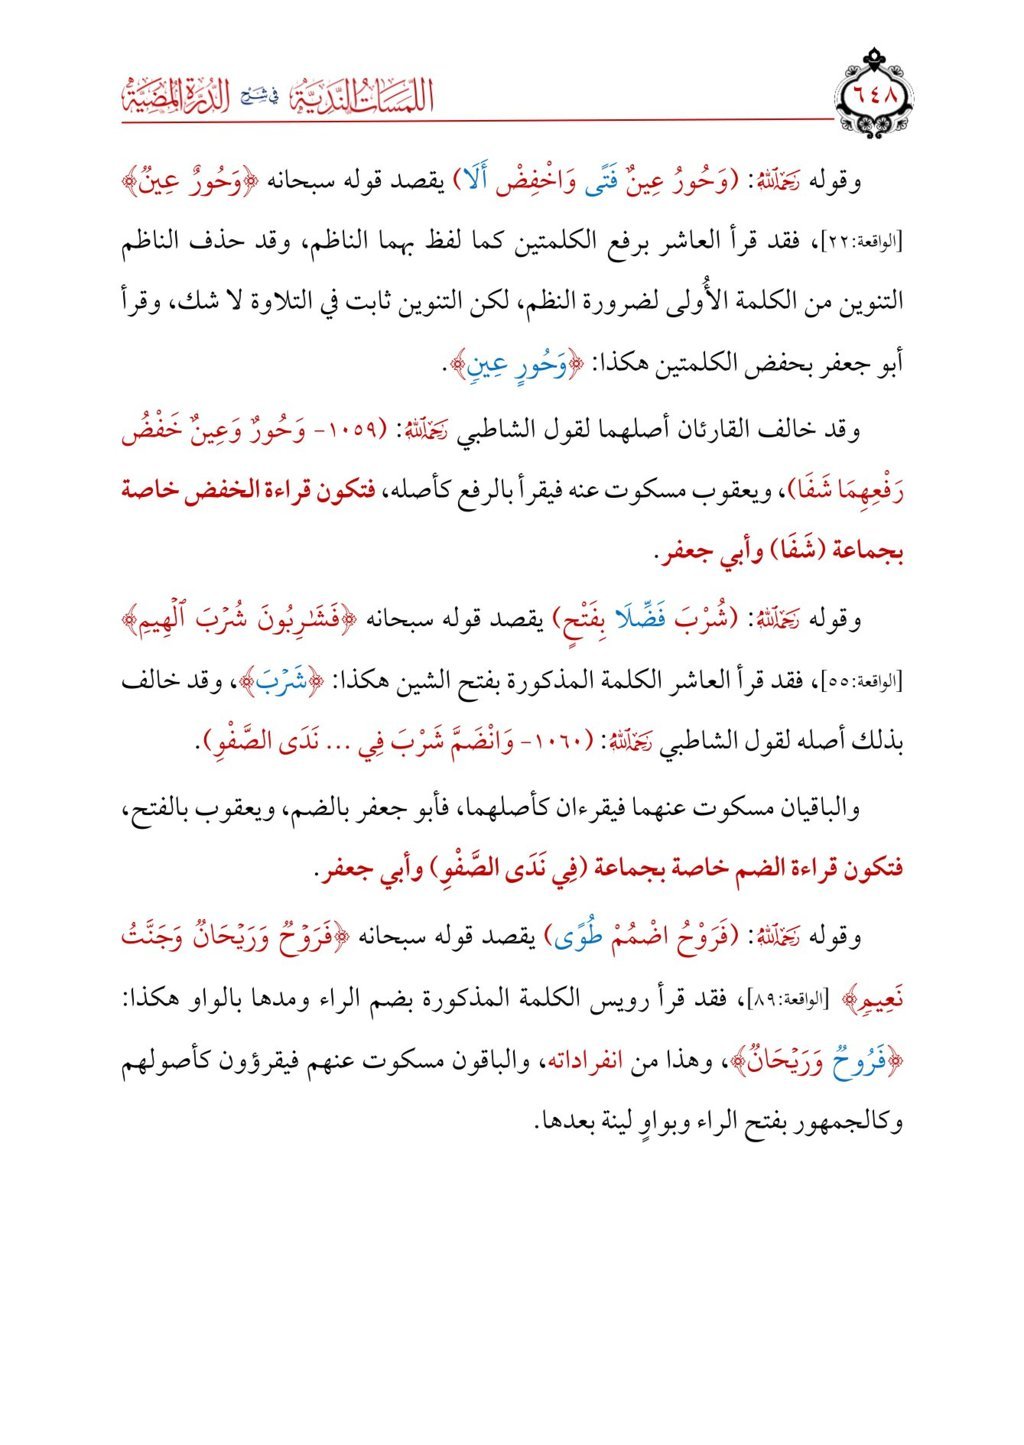 ٦٤٨
اللمسات الندية في شرح الدرة المضية
وقوله رَحِمَهُ ٱللَّهُ: (وَحُورُ عِينٌ فَتًى وَاخْفِضْ أَلَا) يقصد قوله سبحانه ﴿وَحُورٌ عِينٌ﴾
[الواقعة:٢٢]، فقد قرأ العاشر برفع الكلمتين كما لفظ بهما الناظم، وقد حذف الناظم
التنوين من الكلمة الأُولى لضرورة النظم، لكن التنوين ثابت في التلاوة لا شك، وقرأ
أبو جعفر بحفض الكلمتين هكذا: ﴿وَحُورٍ عِينٍ﴾.
وقد خالف القارئان أصلهما لقول الشاطبي رَحِمَهُ ٱللَّهُ: (١٠٥٩- وَحُورٌ وَعِينٌ خَفْضُ
رَفْعِهِمَا شَفَا)، ويعقوب مسكوت عنه فيقرأ بالرفع كأصله، فتكون قراءة الخفض خاصة
بجماعة (شَفَا) وأبي جعفر.
وقوله رَحِمَهُ ٱللَّهُ: (شُرْبَ فَضِّلَا بِفَتْحٍ) يقصد قوله سبحانه ﴿فَشَٰرِبُونَ شُرۡبَ ٱلۡهِيمِ﴾
[الواقعة:٥٥]، فقد قرأ العاشر الكلمة المذكورة بفتح الشين هكذا: ﴿شَرۡبَ﴾، وقد خالف
بذلك أصله لقول الشاطبي رَحِمَهُ ٱللَّهُ: (١٠٦٠- وَانْضَمَّ شَرْبَ فِي ... نَدَى الصَّفْوِ).
والباقيان مسكوت عنهما فيقرءان كأصلهما، فأبو جعفر بالضم، ويعقوب بالفتح،
فتكون قراءة الضم خاصة بجماعة (فِي نَدَى الصَّفْوِ) وأبي جعفر.
وقوله رَحِمَهُ ٱللَّهُ: (فَرَوْحُ اضْمُمْ طُوًى) يقصد قوله سبحانه ﴿فَرَوۡحٌ وَرَيۡحَانٌ وَجَنَّتُ
نَعِيمٍ﴾ [الواقعة:٨٩]، فقد قرأ رويس الكلمة المذكورة بضم الراء ومدها بالواو هكذا:
﴿فَرُوحٌ وَرَيۡحَانٌ﴾، وهذا من انفراداته، والباقون مسكوت عنهم فيقرؤون كأصولهم
وكالجمهور بفتح الراء وبواوٍ لينة بعدها.